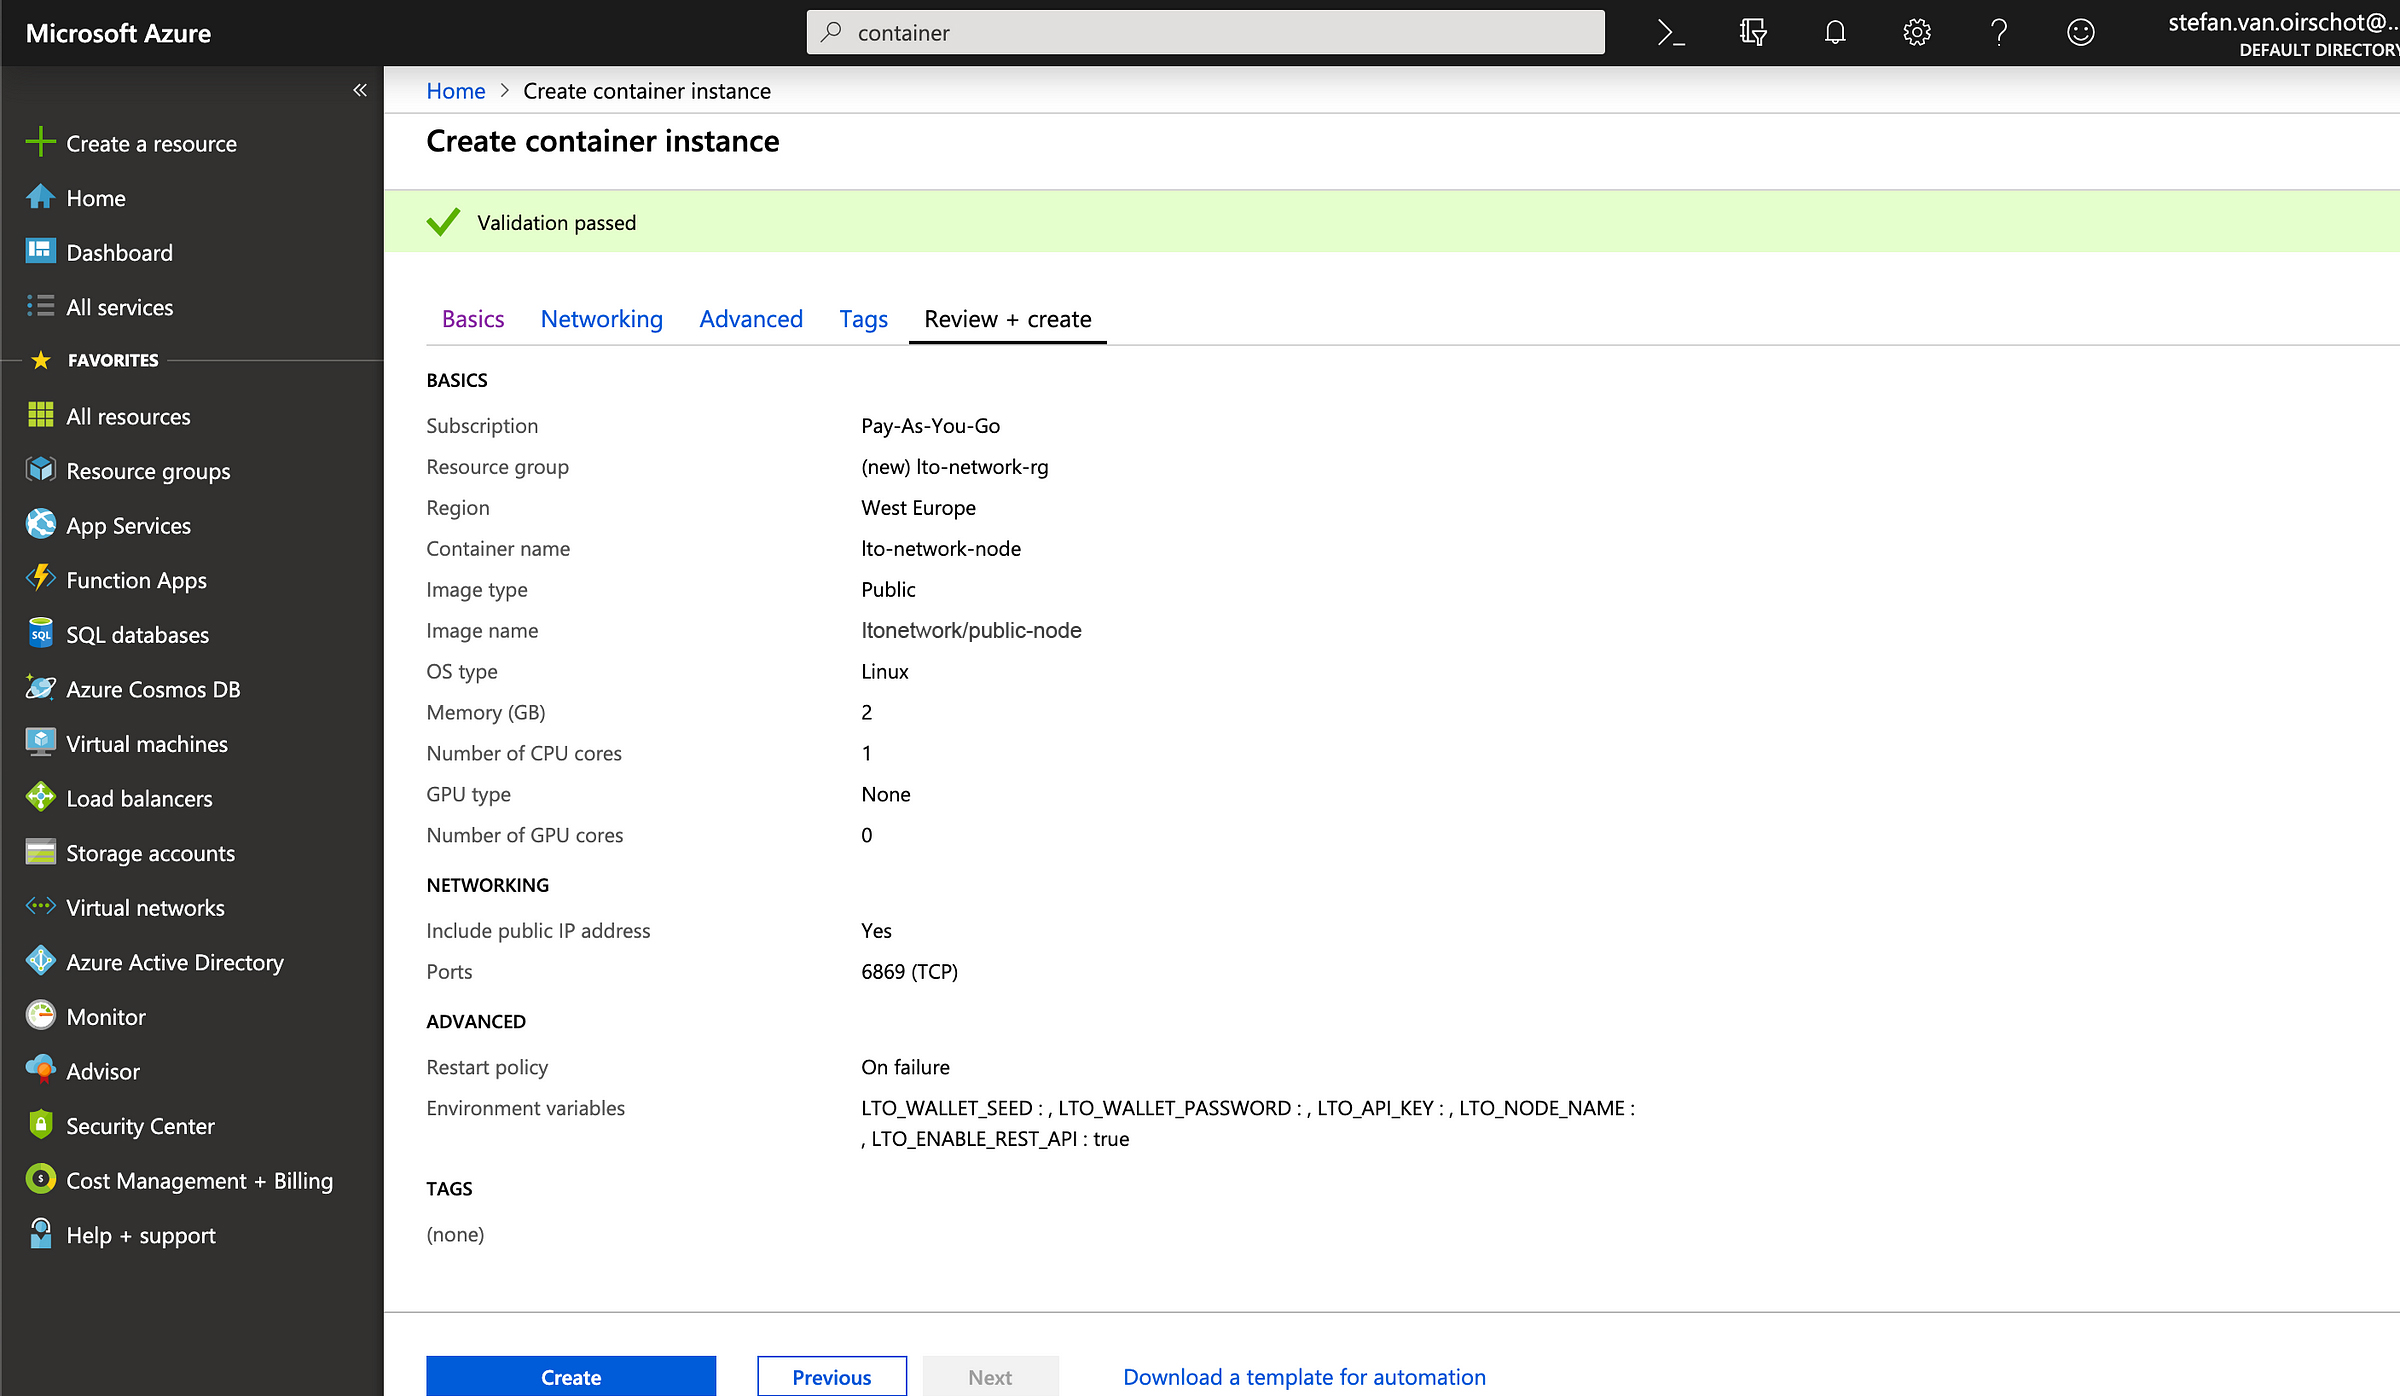 Microsoft Azure
container
stefan.van.oirschot@...
DEFAULT DIRECTORY
Create a resource
Home
Dashboard
All services
FAVORITES
All resources
Resource groups
App Services
Function Apps
SQL
SQL databases
Azure Cosmos DB
Virtual machines
Load balancers
Storage accounts
Virtual networks
Azure Active Directory
Monitor
Advisor
Security Center
Cost Management + Billing
Help + support
Home > Create container instance
Create container instance
Validation passed
Basics Networking Advanced Tags Review + create
BASICS
Subscription Pay-As-You-Go
Resource group (new) lto-network-rg
Region West Europe
Container name lto-network-node
Image type Public
Image name ltonetwork/public-node
OS type Linux
Memory (GB) 2
Number of CPU cores 1
GPU type None
Number of GPU cores 0
NETWORKING
Include public IP address Yes
Ports 6869 (TCP)
ADVANCED
Restart policy On failure
Environment variables LTO_WALLET_SEED : , LTO_WALLET_PASSWORD : , LTO_API_KEY : , LTO_NODE_NAME :
, LTO_ENABLE_REST_API : true
TAGS
(none)
Create Previous Next Download a template for automation